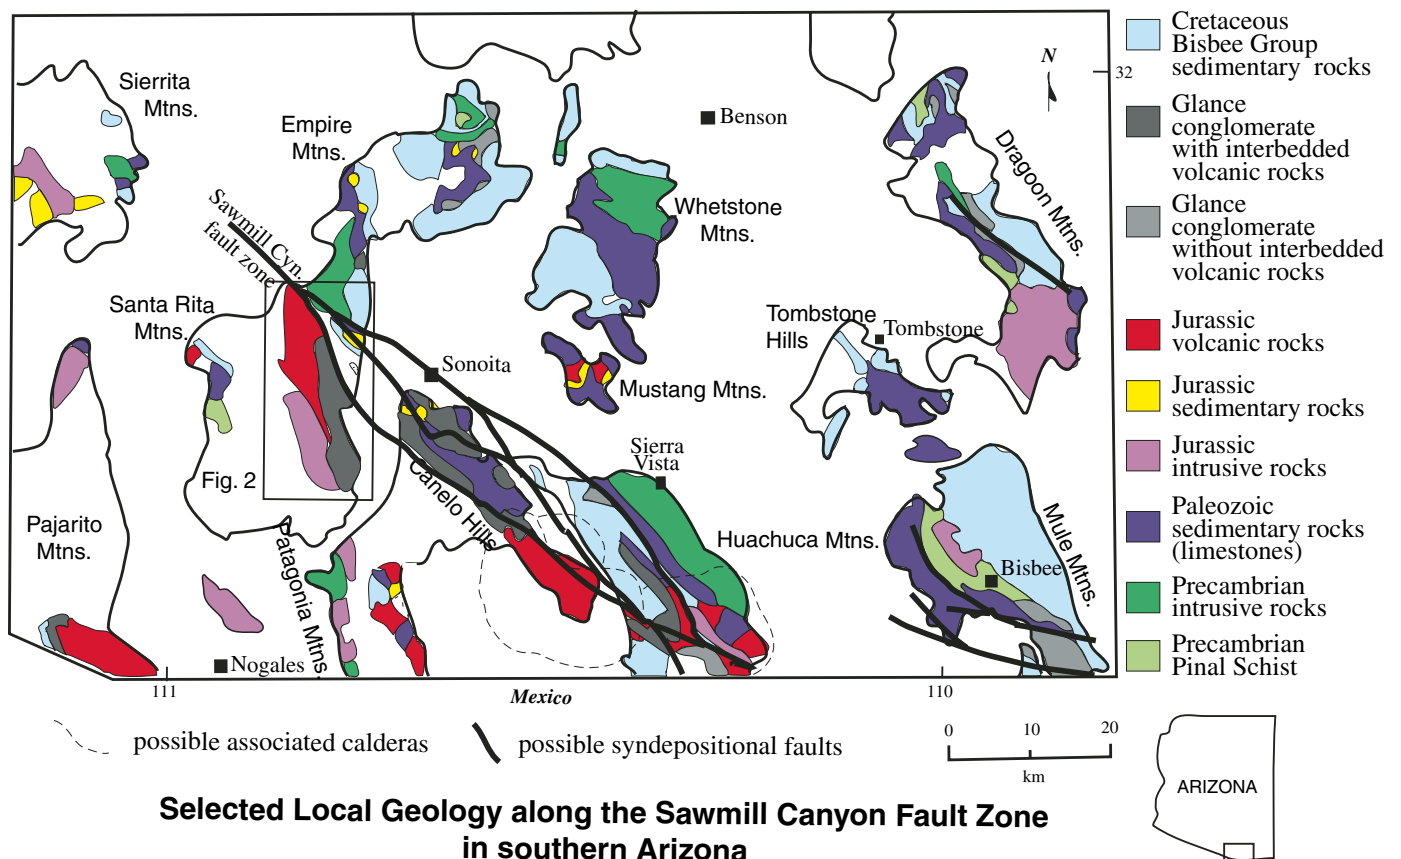 Sierrita
Mtns.
Empire
Mtns.
Benson
N
32
Dragoon Mtns.
Sawmill Cyn.
fault zone
Whetstone
Mtns.
Santa Rita
Mtns.
Sonoita
Tombstone
Hills
Tombstone
Mustang Mtns.
Sierra
Vista
Fig. 2
Canelo Hills
Pajarito
Mtns.
Patagonia Mtns.
Huachuca Mtns.
Mule Mtns.
Bisbee
Nogales
111
Mexico
110
Cretaceous
Bisbee Group
sedimentary rocks
Glance
conglomerate
with interbedded
volcanic rocks
Glance
conglomerate
without interbedded
volcanic rocks
Jurassic
volcanic rocks
Jurassic
sedimentary rocks
Jurassic
intrusive rocks
Paleozoic
sedimentary rocks
(limestones)
Precambrian
intrusive rocks
Precambrian
Pinal Schist
possible associated calderas
possible syndepositional faults
0 10 20
km
ARIZONA
Selected Local Geology along the Sawmill Canyon Fault Zone
in southern Arizona